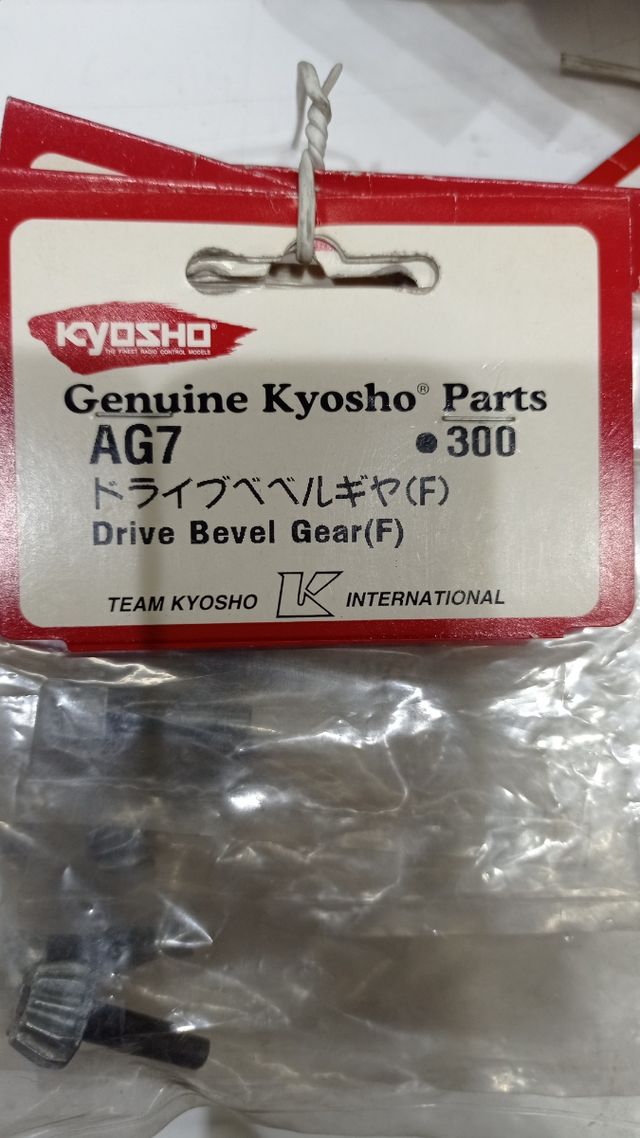 KYOSHO®
THE FINEST RADIO CONTROL MODELS
Genuine Kyosho® Parts
AG7 ●300
ドライブベベルギヤ(F)
Drive Bevel Gear(F)
TEAM KYOSHO K INTERNATIONAL